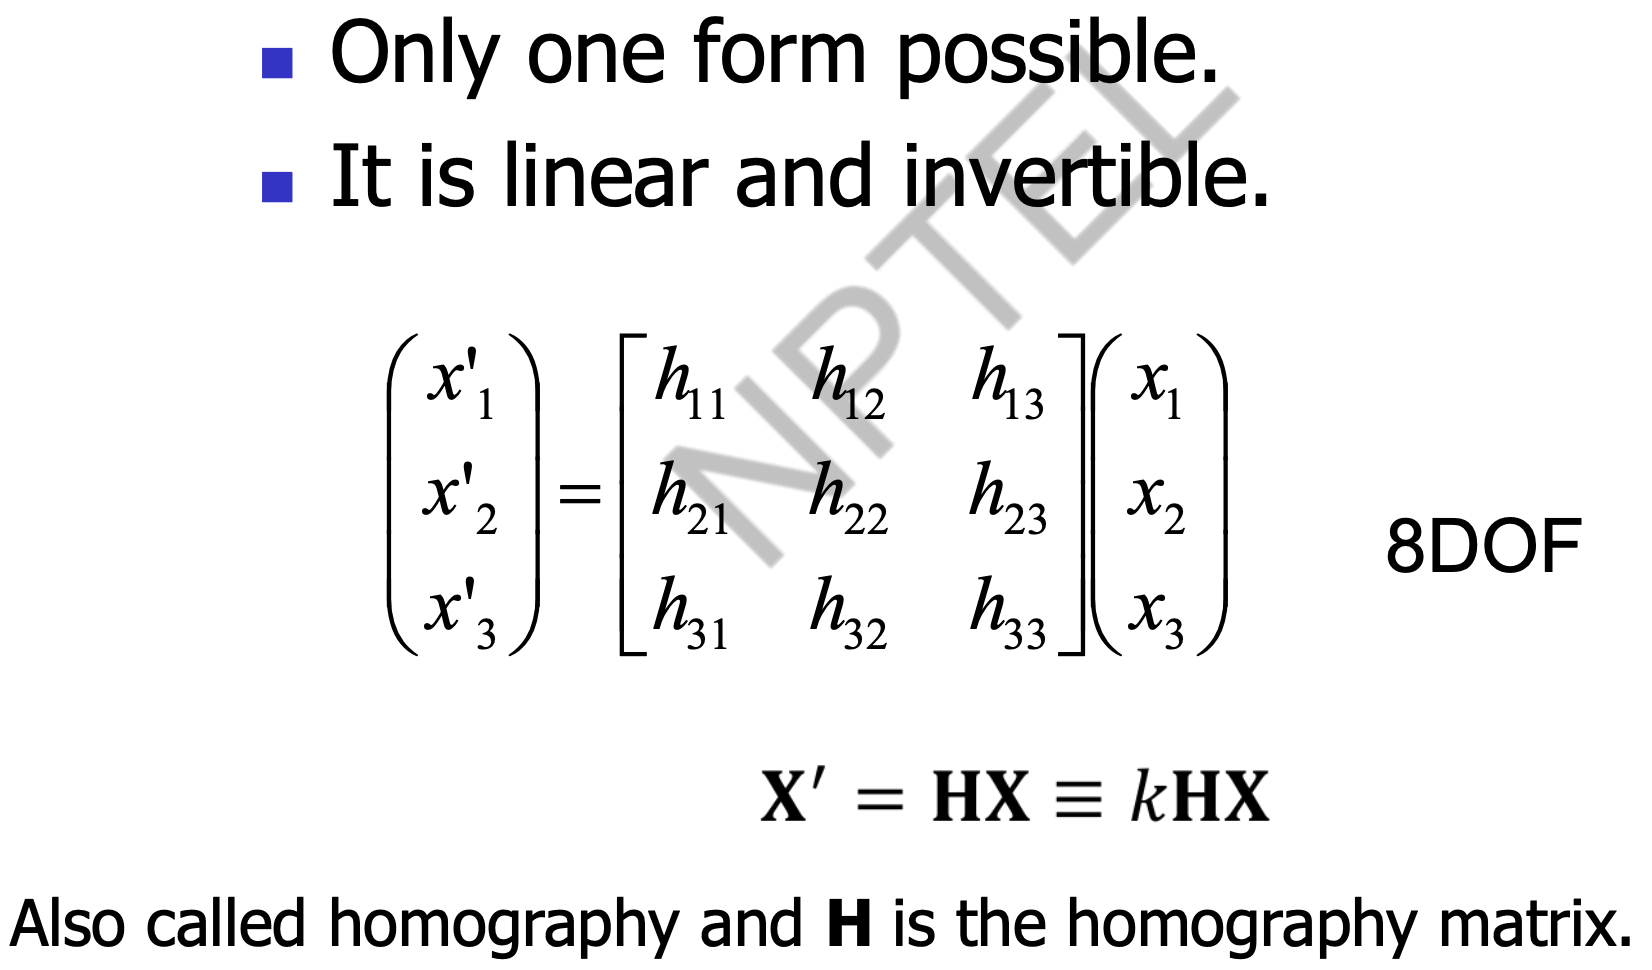 ■ Only one form possible.
■ It is linear and invertible.
NPTEL
x'1 h11 h12 h13 x1
x'2 = h21 h22 h23 x2
x'3 h31 h32 h33 x3
8DOF
X′ = HX ≡ kHX
Also called homography and H is the homography matrix.